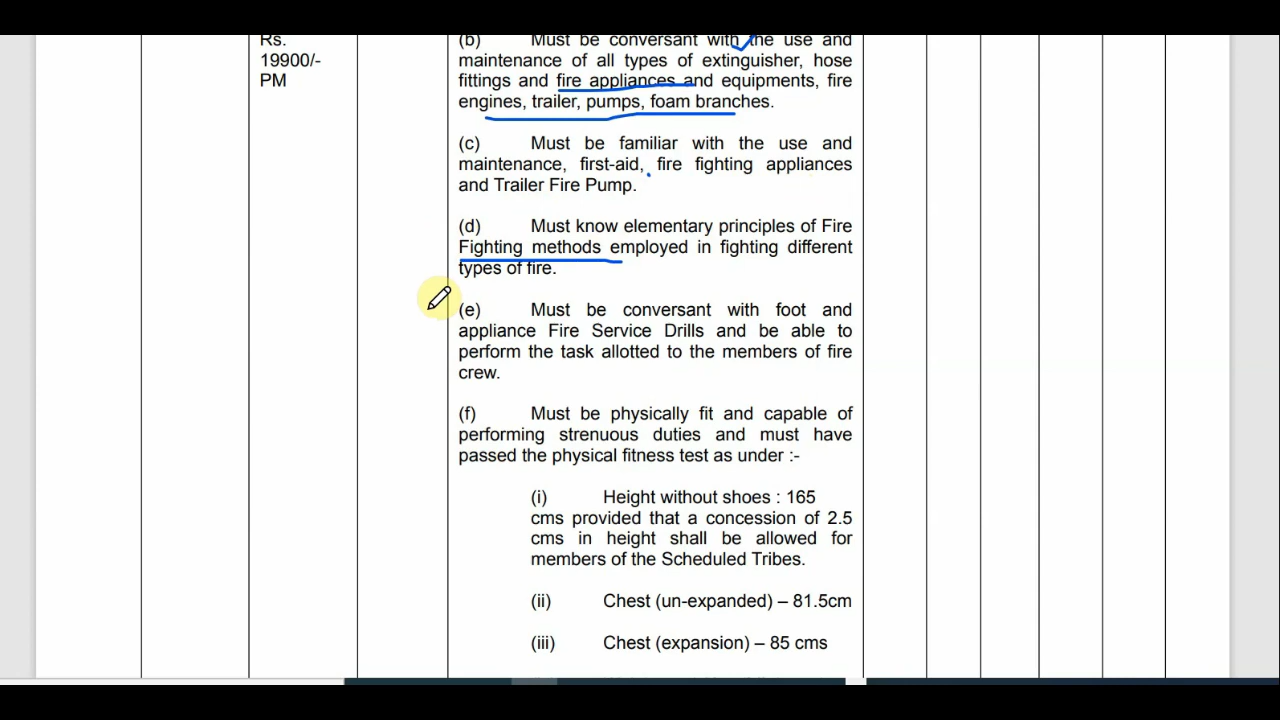 Rs.
19900/-
PM
(b) Must be conversant with the use and
maintenance of all types of extinguisher, hose
fittings and fire appliances and equipments, fire
engines, trailer, pumps, foam branches.
(c) Must be familiar with the use and
maintenance, first-aid, fire fighting appliances
and Trailer Fire Pump.
(d) Must know elementary principles of Fire
Fighting methods employed in fighting different
types of fire.
(e) Must be conversant with foot and
appliance Fire Service Drills and be able to
perform the task allotted to the members of fire
crew.
(f) Must be physically fit and capable of
performing strenuous duties and must have
passed the physical fitness test as under :-
(i) Height without shoes : 165
cms provided that a concession of 2.5
cms in height shall be allowed for
members of the Scheduled Tribes.
(ii) Chest (un-expanded) – 81.5cm
(iii) Chest (expansion) – 85 cms